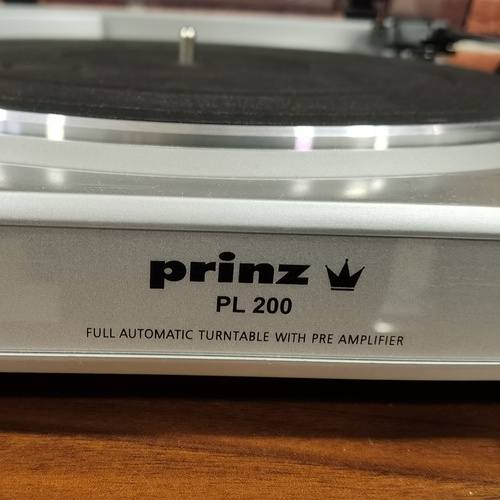 prinz
PL 200
FULL AUTOMATIC TURNTABLE WITH PRE AMPLIFIER